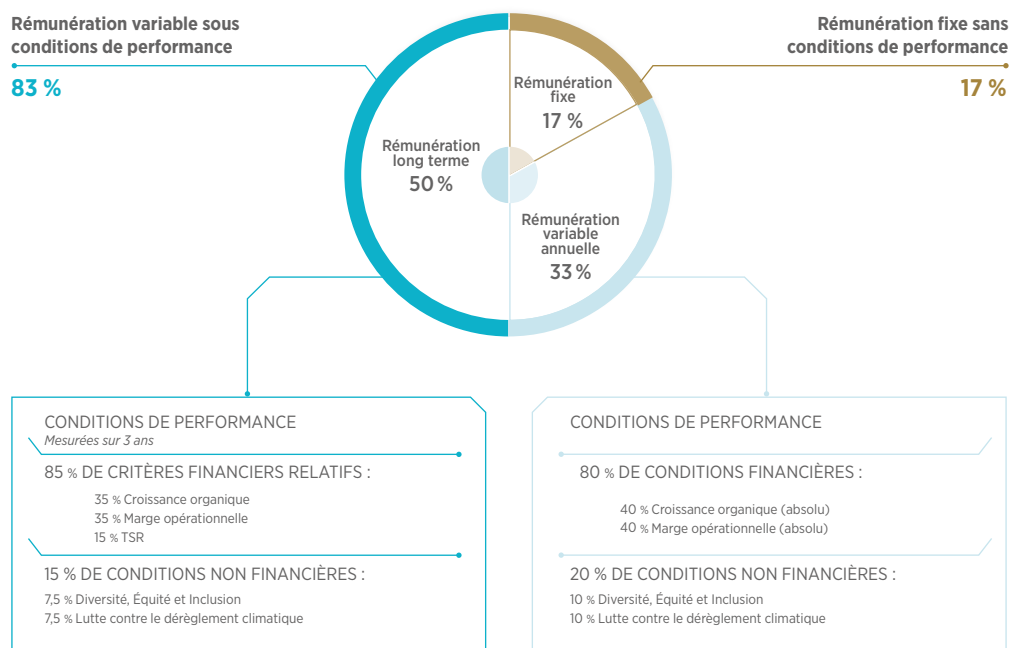 Rémunération variable sous
conditions de performance
83 %
Rémunération fixe sans
conditions de performance
17 %
Rémunération
fixe
17 %
Rémunération
long terme
50 %
Rémunération
variable
annuelle
33 %
CONDITIONS DE PERFORMANCE
Mesurées sur 3 ans
85 % DE CRITÈRES FINANCIERS RELATIFS :
35 % Croissance organique
35 % Marge opérationnelle
15 % TSR
15 % DE CONDITIONS NON FINANCIÈRES :
7,5 % Diversité, Équité et Inclusion
7,5 % Lutte contre le dérèglement climatique
CONDITIONS DE PERFORMANCE
80 % DE CONDITIONS FINANCIÈRES :
40 % Croissance organique (absolu)
40 % Marge opérationnelle (absolu)
20 % DE CONDITIONS NON FINANCIÈRES :
10 % Diversité, Équité et Inclusion
10 % Lutte contre le dérèglement climatique